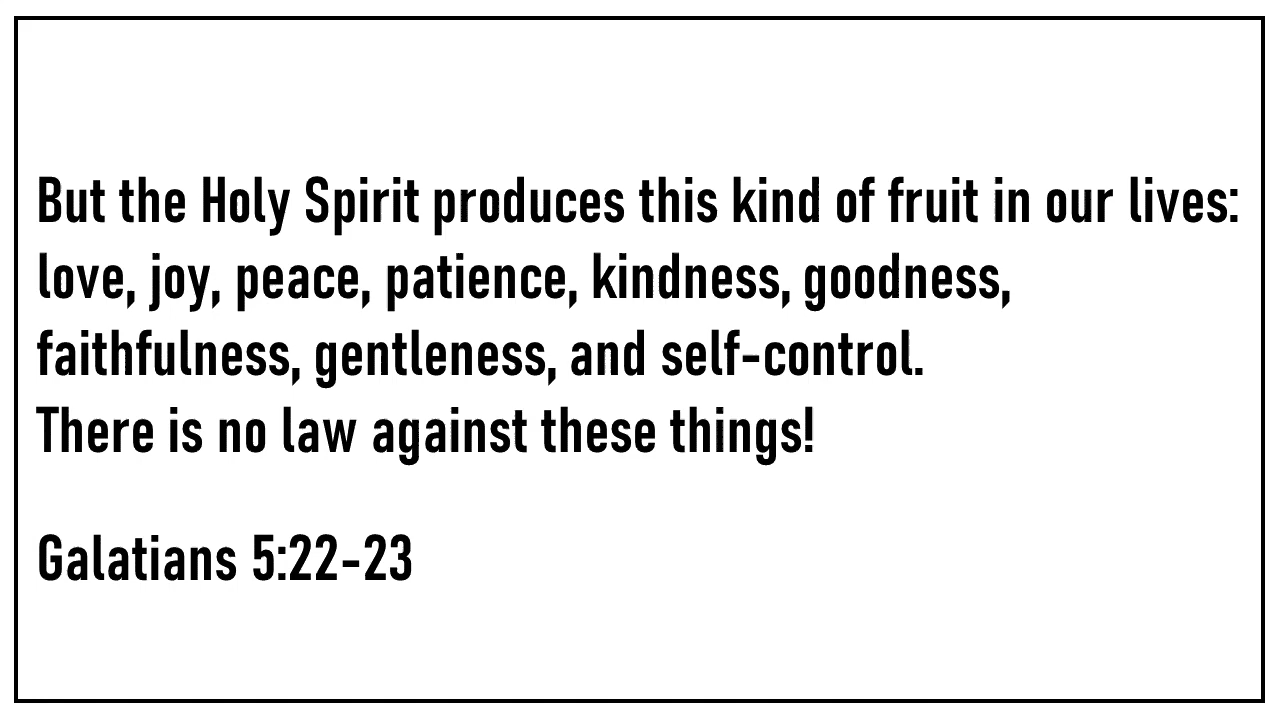 But the Holy Spirit produces this kind of fruit in our lives:
love, joy, peace, patience, kindness, goodness,
faithfulness, gentleness, and self-control.
There is no law against these things!
Galatians 5:22-23